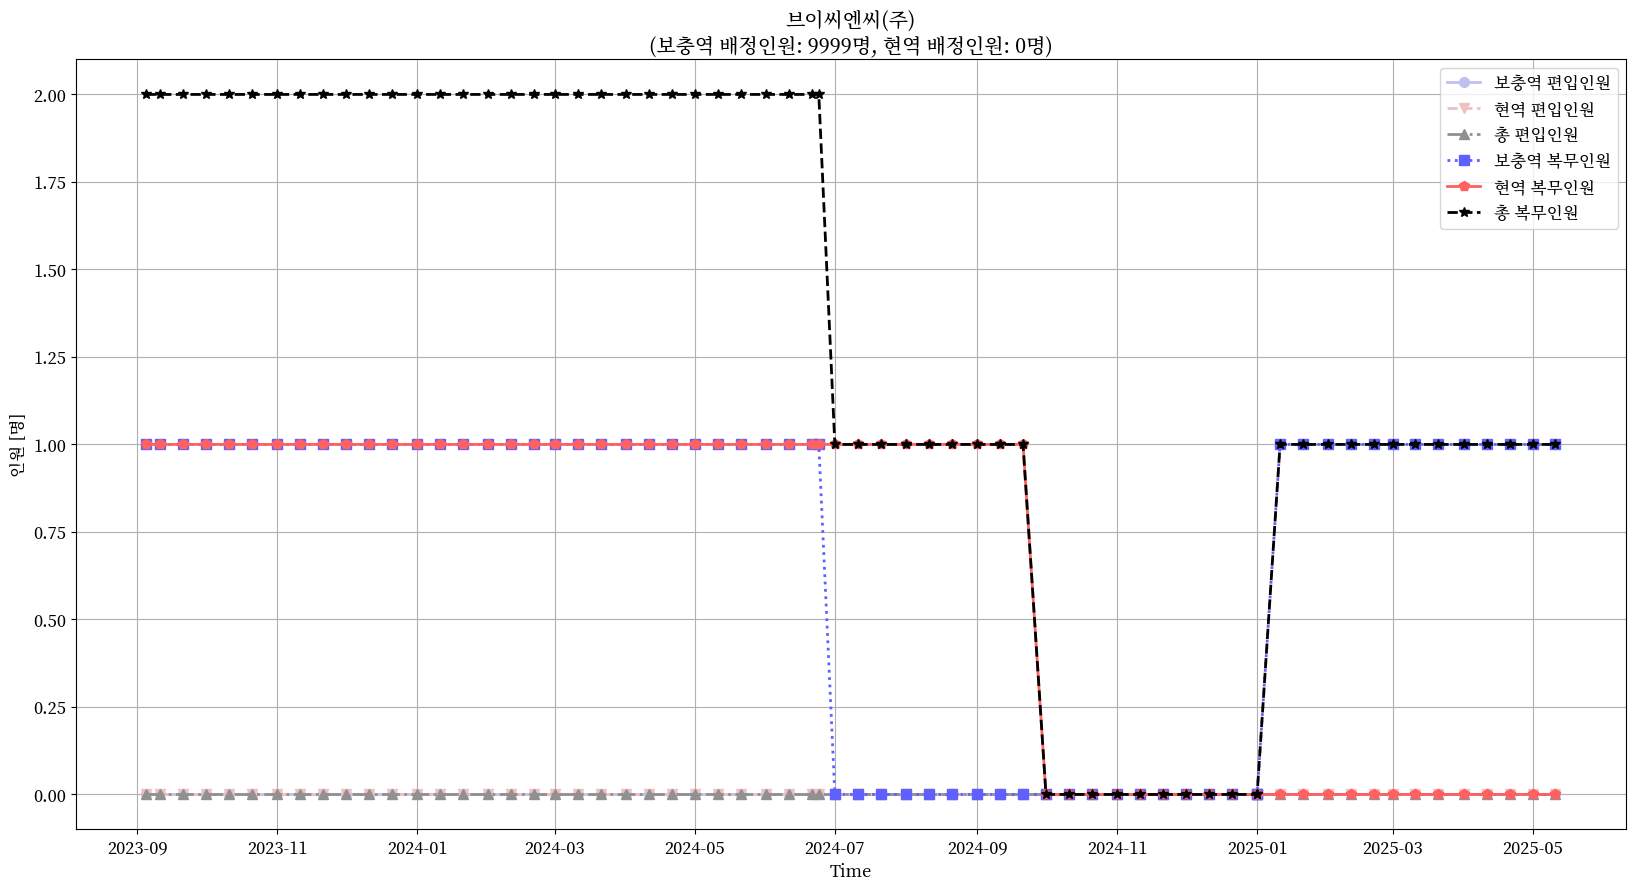 브이씨엔씨(주)
(보충역 배정인원: 9999명, 현역 배정인원: 0명)
보충역 편입인원
현역 편입인원
총 편입인원
보충역 복무인원
현역 복무인원
총 복무인원
인원 [명]
2.00
1.75
1.50
1.25
1.00
0.75
0.50
0.25
0.00
2023-09 2023-11 2024-01 2024-03 2024-05 2024-07 2024-09 2024-11 2025-01 2025-03 2025-05
Time